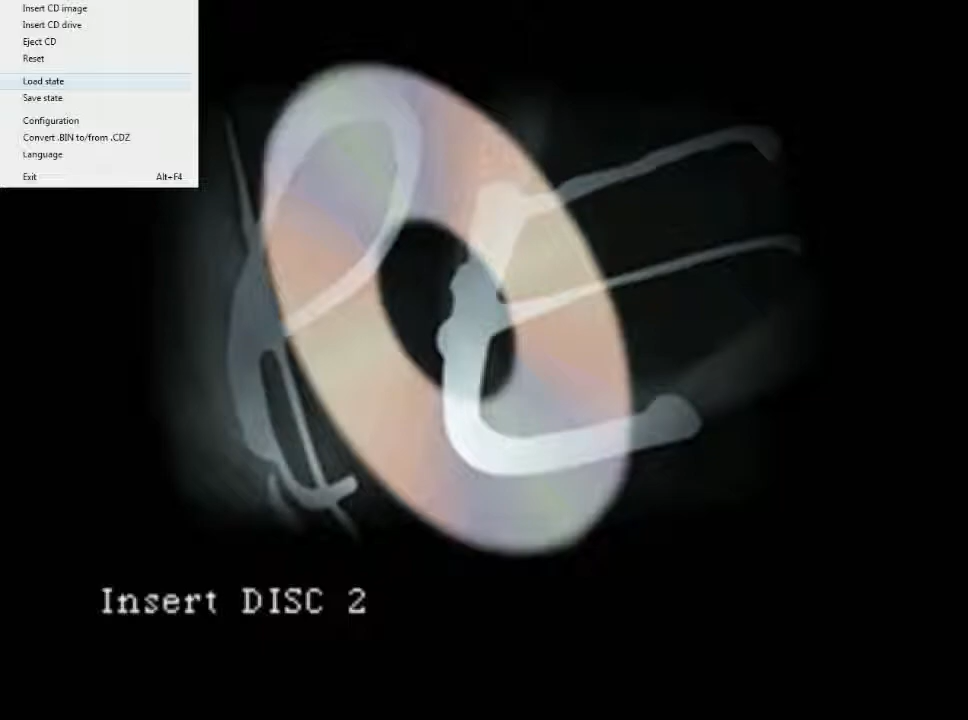 Insert CD image
Insert CD drive
Eject CD
Reset
Load state
Save state
Configuration
Convert .BIN to/from .CDZ
Language
Exit Alt+F4
Insert DISC 2